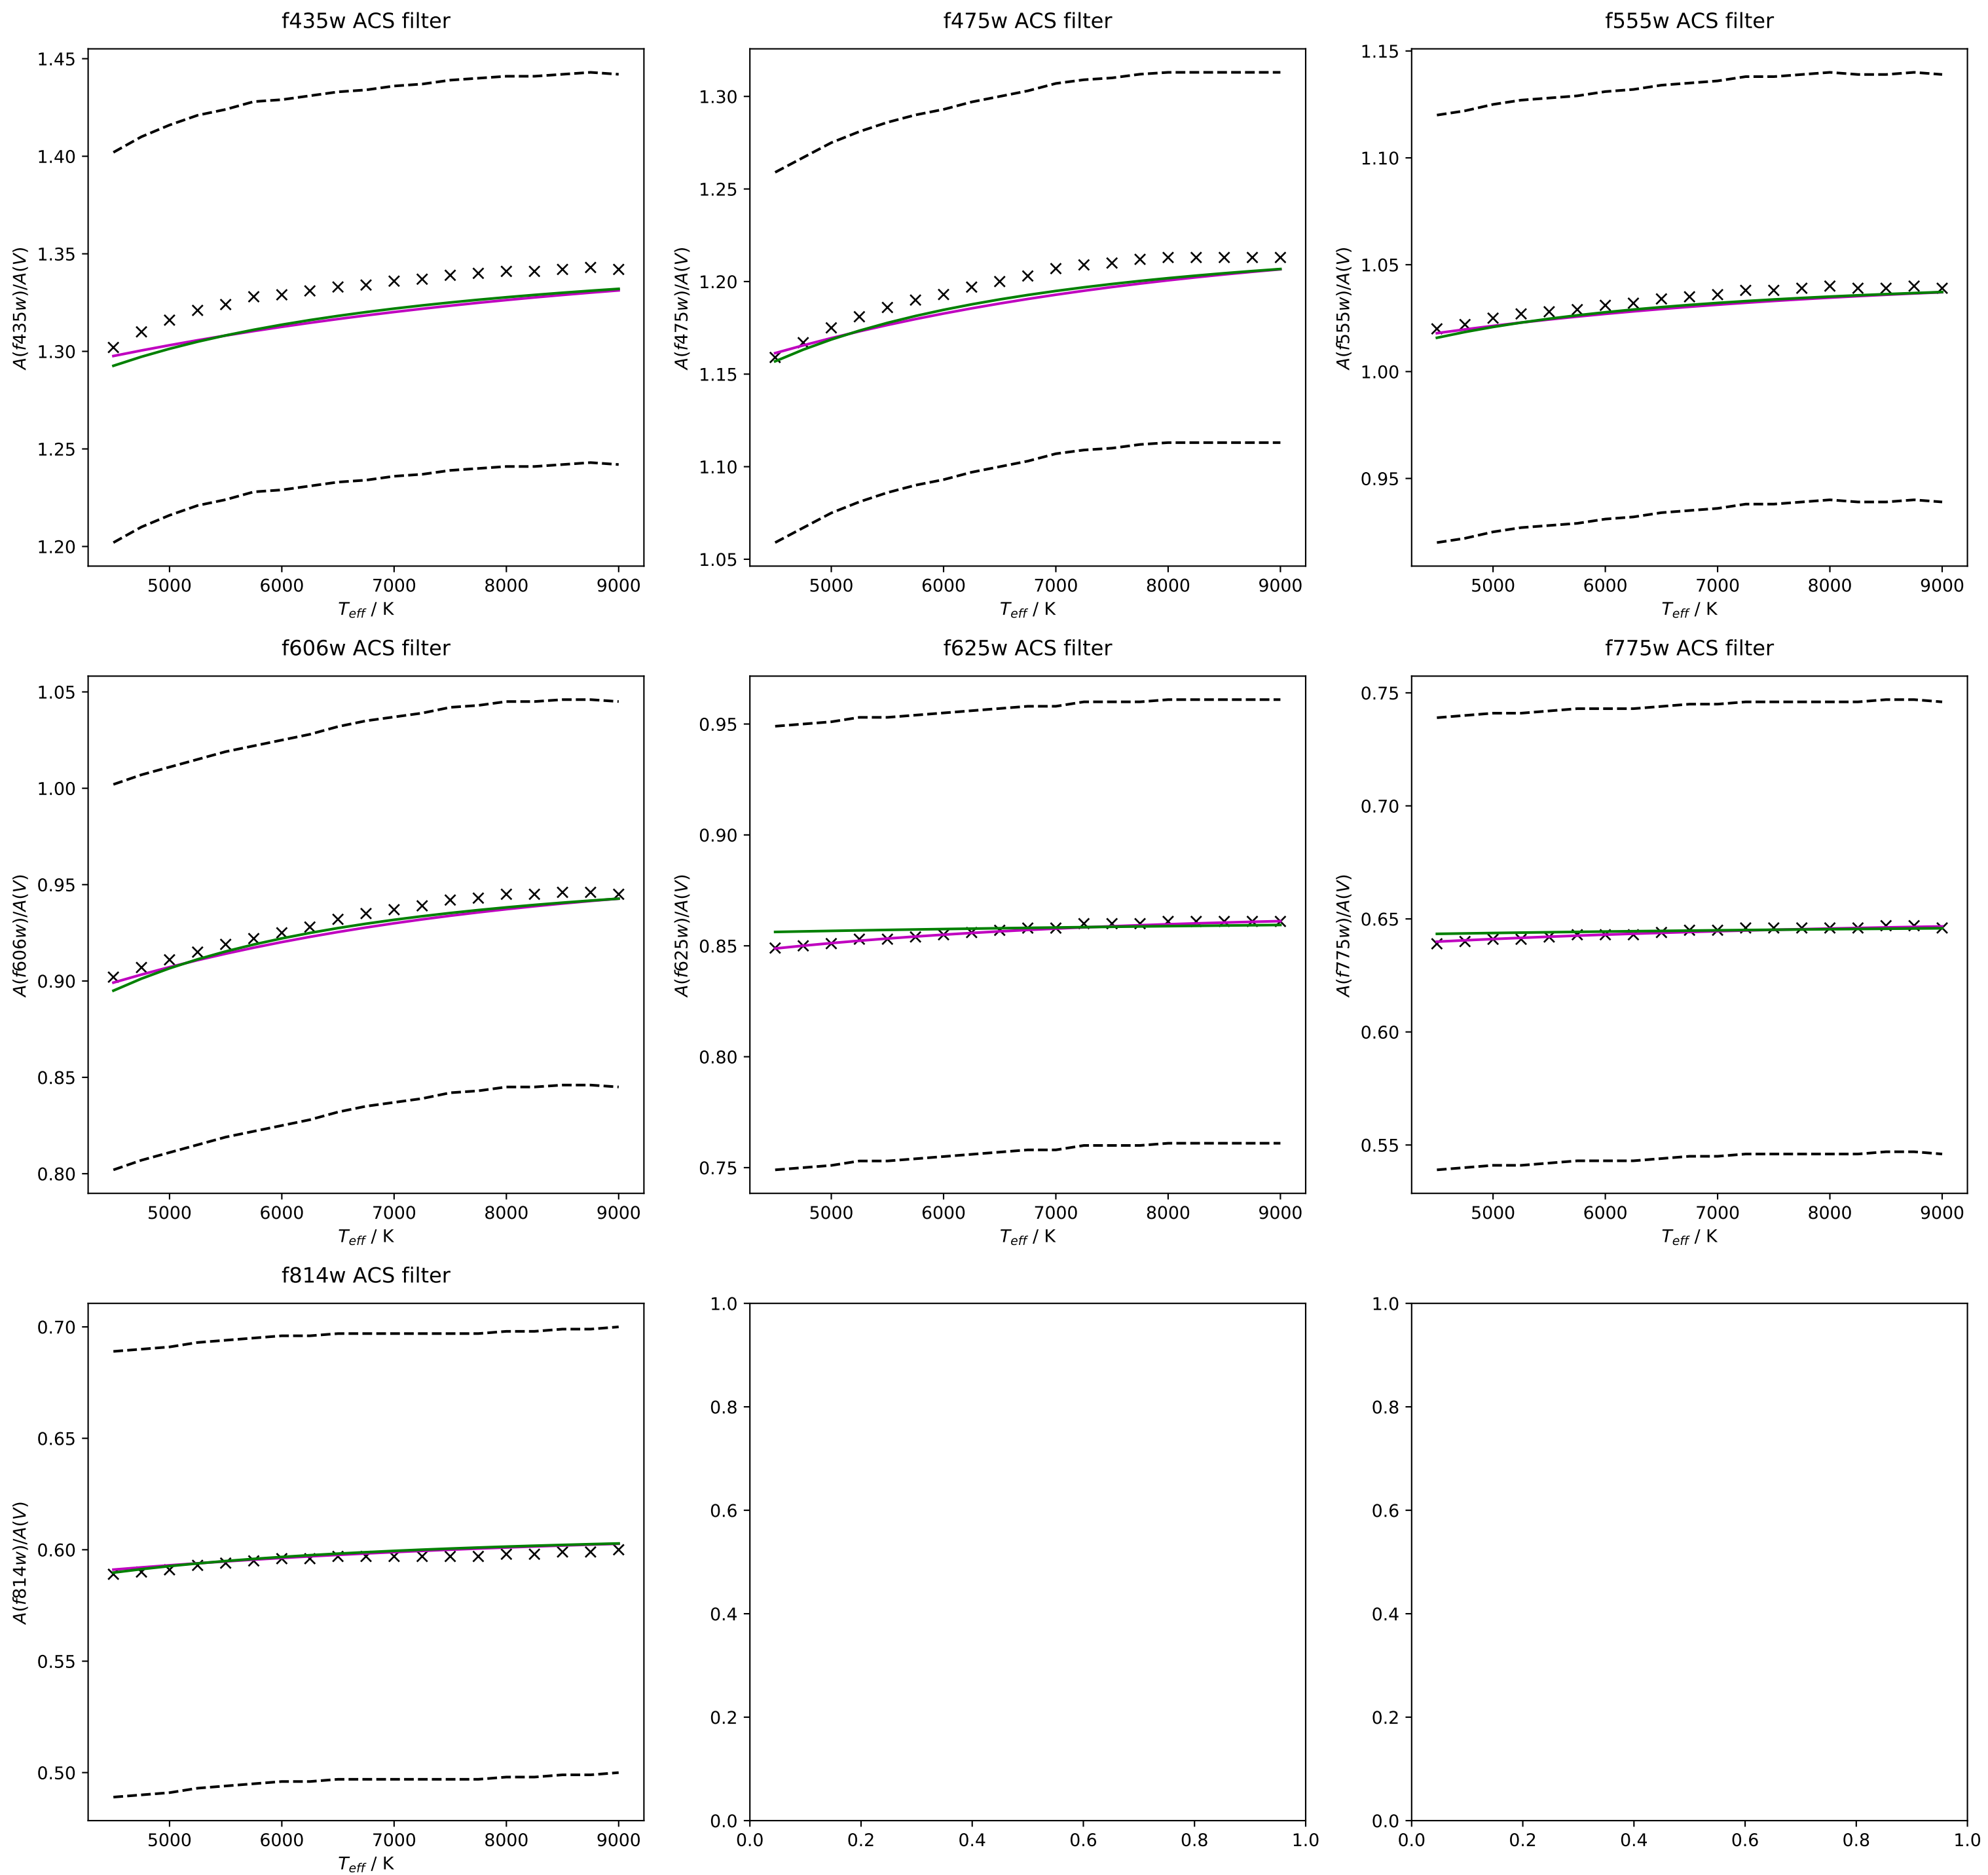 f435w ACS filter
f475w ACS filter
f555w ACS filter
A(f435w)/A(V)
1.45
1.40
1.35
1.30
1.25
1.20
5000 6000 7000 8000 9000
T_eff / K
A(f475w)/A(V)
1.30
1.25
1.20
1.15
1.10
1.05
5000 6000 7000 8000 9000
T_eff / K
A(f555w)/A(V)
1.15
1.10
1.05
1.00
0.95
5000 6000 7000 8000 9000
T_eff / K
f606w ACS filter
f625w ACS filter
f775w ACS filter
A(f606w)/A(V)
1.05
1.00
0.95
0.90
0.85
0.80
5000 6000 7000 8000 9000
T_eff / K
A(f625w)/A(V)
0.95
0.90
0.85
0.80
0.75
5000 6000 7000 8000 9000
T_eff / K
A(f775w)/A(V)
0.75
0.70
0.65
0.60
0.55
5000 6000 7000 8000 9000
T_eff / K
f814w ACS filter
A(f814w)/A(V)
0.70
0.65
0.60
0.55
0.50
5000 6000 7000 8000 9000
T_eff / K
1.0
0.8
0.6
0.4
0.2
0.0
0.0 0.2 0.4 0.6 0.8 1.0
1.0
0.8
0.6
0.4
0.2
0.0
0.0 0.2 0.4 0.6 0.8 1.0